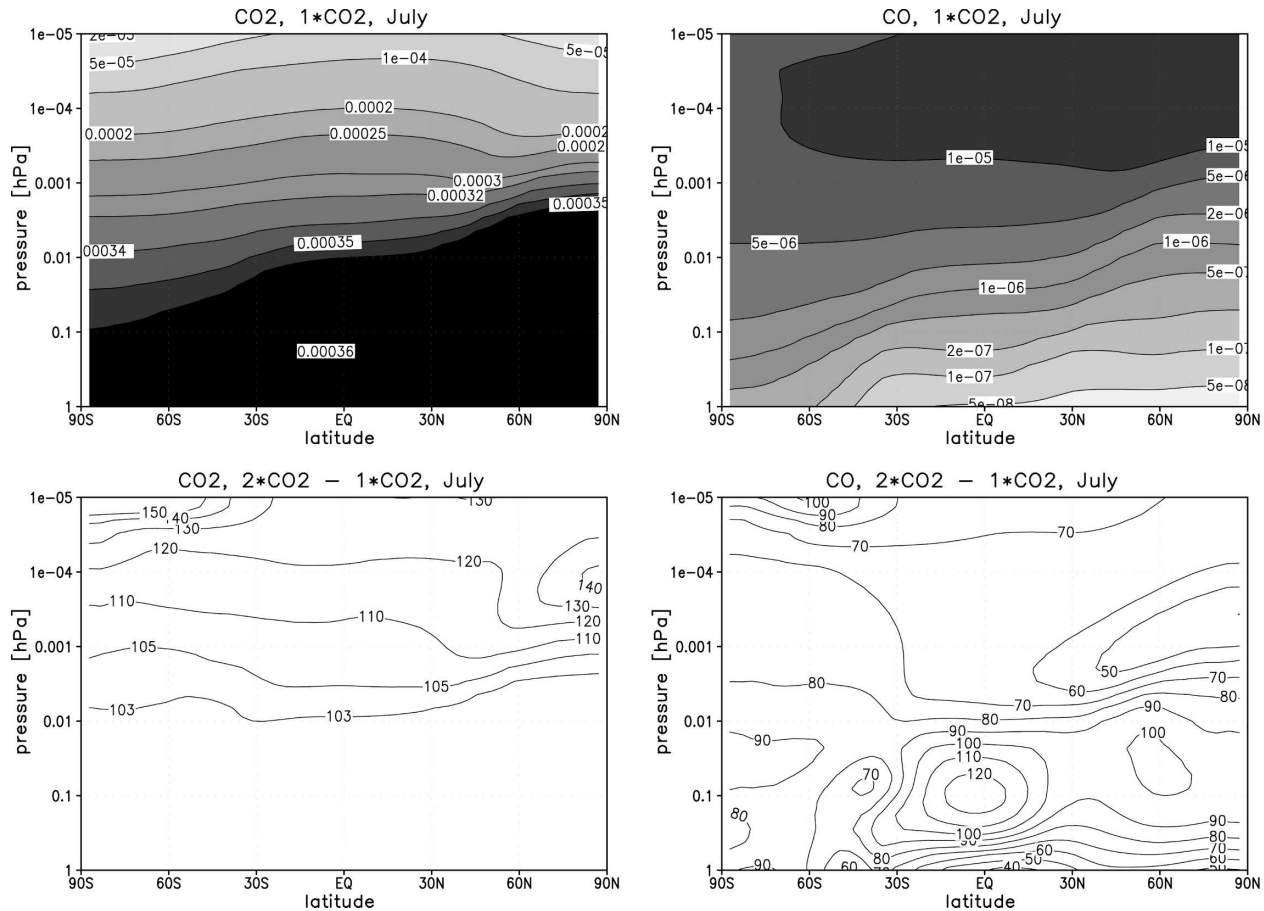 CO2, 1*CO2, July
1e-05
1e-04
0.001
0.01
0.1
1
pressure [hPa]
2e-05
5e-05
5e-05
1e-04
0.0002
0.0002
0.0002
0.00025
0.0002
0.0003
0.00032
0.00035
00034
0.00035
0.00036
90S 60S 30S EQ 30N 60N 90N
latitude
CO, 1*CO2, July
1e-05
1e-04
0.001
0.01
0.1
1
pressure [hPa]
1e-05
1e-05
5e-06
2e-06
5e-06
1e-06
1e-06
5e-07
2e-07
1e-07
1e-07
5e-08
5e-08
90S 60S 30S EQ 30N 60N 90N
latitude
CO2, 2*CO2 − 1*CO2, July
1e-05
1e-04
0.001
0.01
0.1
1
pressure [hPa]
130
150
140
130
120
120
140
130
110
110
120
110
105
105
103
103
90S 60S 30S EQ 30N 60N 90N
latitude
CO, 2*CO2 − 1*CO2, July
1e-05
1e-04
0.001
0.01
0.1
1
pressure [hPa]
100
90
80
70
70
50
60
70
80
80
70
80
90
90
90
100
100
110
70
120
80
100
90
90
80
60
70
80
50
60
90
60
40
50
90S 60S 30S EQ 30N 60N 90N
latitude